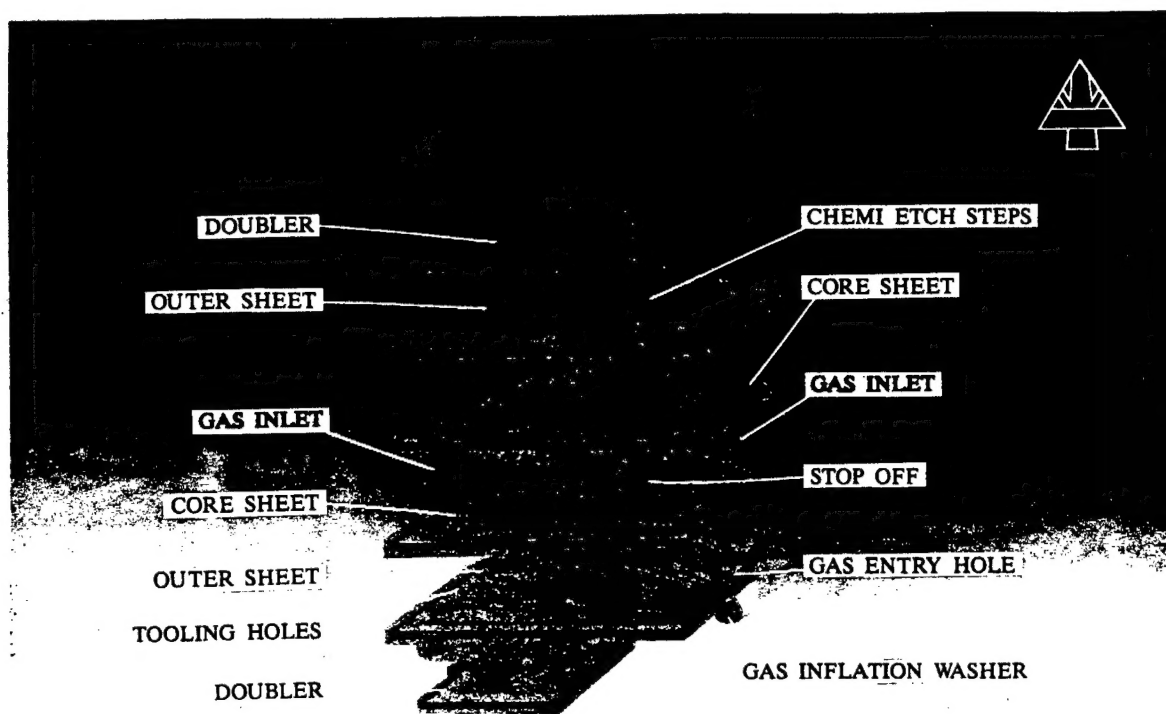 DOUBLER
OUTER SHEET
GAS INLET
CORE SHEET
OUTER SHEET
TOOLING HOLES
DOUBLER
CHEMI ETCH STEPS
CORE SHEET
GAS INLET
STOP OFF
GAS ENTRY HOLE
GAS INFLATION WASHER